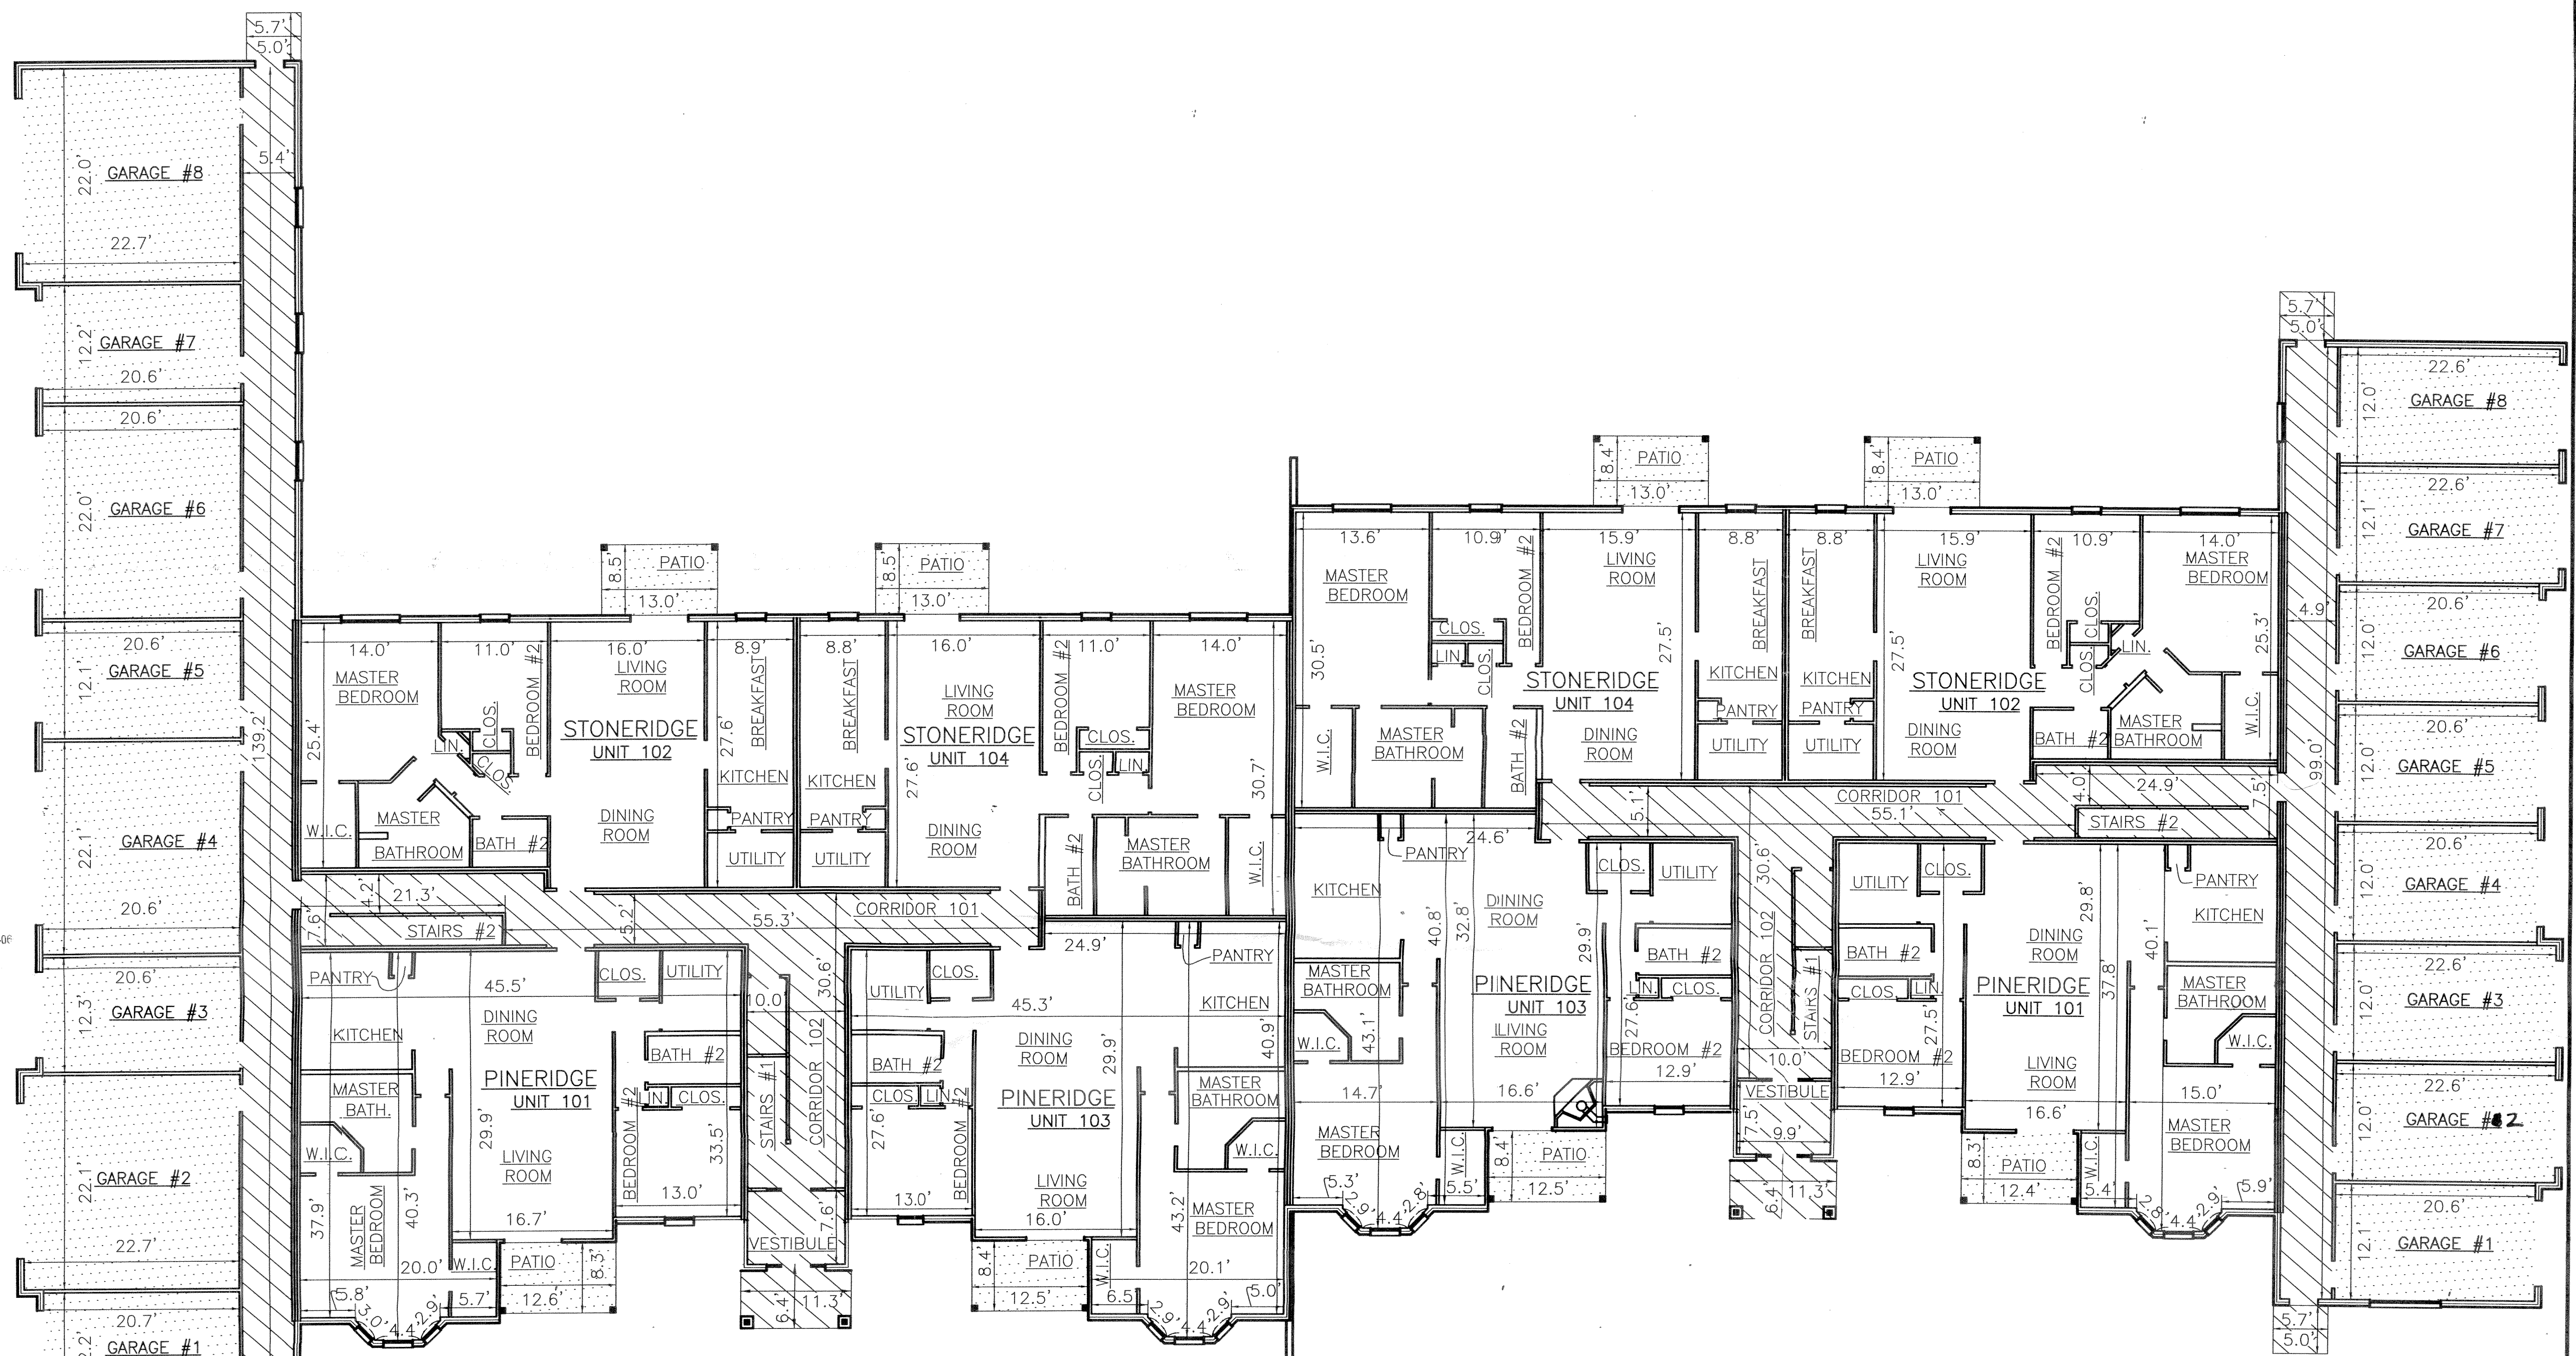 5.7'
5.0'
5.4'
139.2'
GARAGE #8
22.0'
22.7'
GARAGE #7
12.2'
20.6'
20.6'
GARAGE #6
22.0'
20.6'
GARAGE #5
12.1'
GARAGE #4
22.1
20.6'
20.6'
GARAGE #3
12.3'
GARAGE #2
22.1'
22.7'
20.7'
GARAGE #1
PATIO
8.5'
13.0'
14.0'
11.0'
16.0'
8.9'
MASTER
BEDROOM
25.4'
CLOS.
BEDROOM #2
LIN.
CLOS.
LIVING
ROOM
STONERIDGE
UNIT 102
DINING
ROOM
27.6'
BREAKFAST
KITCHEN
PANTRY
UTILITY
W.I.C.
MASTER
BATHROOM
BATH #2
PATIO
8.5'
13.0'
8.8'
16.0'
11.0'
14.0'
BREAKFAST
KITCHEN
PANTRY
UTILITY
27.6'
LIVING
ROOM
STONERIDGE
UNIT 104
DINING
ROOM
BEDROOM #2
CLOS.
CLOS.
LIN.
MASTER
BEDROOM
30.7'
BATH #2
MASTER
BATHROOM
W.I.C.
4.2'
21.3'
7.6'
STAIRS #2
5.2'
55.3'
CORRIDOR 101
PANTRY
45.5'
CLOS.
UTILITY
KITCHEN
DINING
ROOM
BATH #2
MASTER
BATH.
PINERIDGE
UNIT 101
LIN.
CLOS.
29.9'
BEDROOM #2
33.5'
W.I.C.
LIVING
ROOM
13.0'
37.9'
MASTER
BEDROOM
40.3'
16.7'
20.0'
W.I.C.
PATIO
8.3'
12.6'
5.8'
3.0'
4.4'
2.9'
5.7'
10.0'
30.6'
CORRIDOR 102
STAIRS #1
7.6'
VESTIBULE
11.3'
6.4'
24.9'
UTILITY
CLOS.
PANTRY
45.3'
KITCHEN
DINING
ROOM
29.9'
40.9'
BATH #2
CLOS.
LIN.
27.6'
BEDROOM #2
PINERIDGE
UNIT 103
MASTER
BATHROOM
W.I.C.
LIVING
ROOM
13.0'
16.0'
43.2'
MASTER
BEDROOM
PATIO
8.4'
12.5'
W.I.C.
20.1'
6.5'
2.9'
4.4'
2.9'
5.0'
PATIO
8.4'
13.0'
13.6'
10.9'
15.9'
8.8'
MASTER
BEDROOM
30.5'
BEDROOM #2
CLOS.
LIN.
CLOS.
LIVING
ROOM
27.5'
BREAKFAST
KITCHEN
PANTRY
UTILITY
STONERIDGE
UNIT 104
DINING
ROOM
W.I.C.
MASTER
BATHROOM
BATH #2
PATIO
8.4'
13.0'
8.8'
15.9'
10.9'
14.0'
BREAKFAST
KITCHEN
PANTRY
UTILITY
27.5'
LIVING
ROOM
BEDROOM #2
CLOS.
CLOS.
LIN.
MASTER
BEDROOM
25.3'
STONERIDGE
UNIT 102
DINING
ROOM
BATH #2
MASTER
BATHROOM
W.I.C.
5.1'
CORRIDOR 101
55.1'
4.0'
24.9'
7.5'
STAIRS #2
24.6'
PANTRY
CLOS.
UTILITY
KITCHEN
DINING
ROOM
40.8'
32.8'
29.9'
BATH #2
MASTER
BATHROOM
PINERIDGE
UNIT 103
LIN.
CLOS.
W.I.C.
43.1'
LIVING
ROOM
27.6'
BEDROOM #2
12.9'
14.7'
16.6'
MASTER
BEDROOM
W.I.C.
PATIO
8.4'
12.5'
5.3'
2.9'
4.4'
2.8'
5.5'
30.6'
CORRIDOR 102
STAIRS #1
10.0'
VESTIBULE
7.5'
9.9'
11.3'
6.4'
UTILITY
CLOS.
PANTRY
29.8'
KITCHEN
DINING
ROOM
40.1'
37.8'
BATH #2
CLOS.
LIN.
27.5'
BEDROOM #2
12.9'
PINERIDGE
UNIT 101
MASTER
BATHROOM
W.I.C.
LIVING
ROOM
16.6'
15.0'
MASTER
BEDROOM
PATIO
8.3'
12.4'
W.I.C.
5.4'
2.8'
4.4
2.9'
5.9'
5.7'
5.0'
4.9'
99.0'
22.6'
GARAGE #8
12.0'
22.6'
GARAGE #7
12.1'
20.6'
GARAGE #6
12.0'
20.6'
GARAGE #5
12.0'
20.6'
GARAGE #4
12.0'
22.6'
GARAGE #3
12.0'
22.6'
GARAGE #2
12.0'
20.6'
GARAGE #1
12.1'
5.7'
5.0'